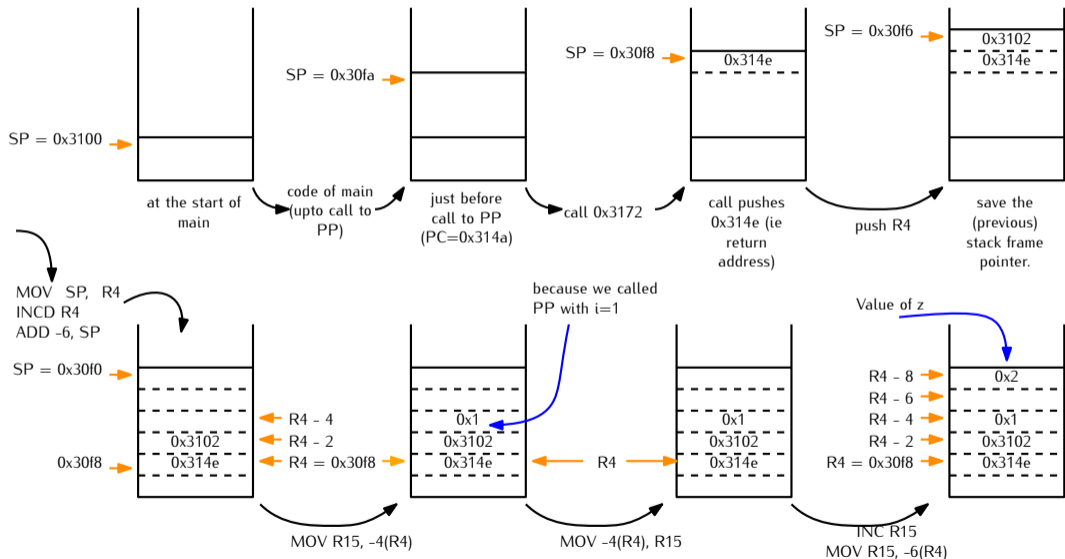 SP = 0x3100
at the start of
main
code of main
(upto call to
PP)
SP = 0x30fa
just before
call to PP
(PC=0x314a)
call 0x3172
SP = 0x30f8
0x314e
call pushes
0x314e (ie
return
address)
push R4
SP = 0x30f6
0x3102
0x314e
save the
(previous)
stack frame
pointer.
MOV SP, R4
INCD R4
ADD -6, SP
SP = 0x30f0
0x30f8
0x3102
0x314e
R4 - 4
R4 - 2
R4 = 0x30f8
MOV R15, -4(R4)
because we called
PP with i=1
0x1
0x3102
0x314e
R4
MOV -4(R4), R15
0x1
0x3102
0x314e
INC R15
MOV R15, -6(R4)
Value of z
R4 - 8
R4 - 6
R4 - 4
R4 - 2
R4 = 0x30f8
0x2
0x1
0x3102
0x314e